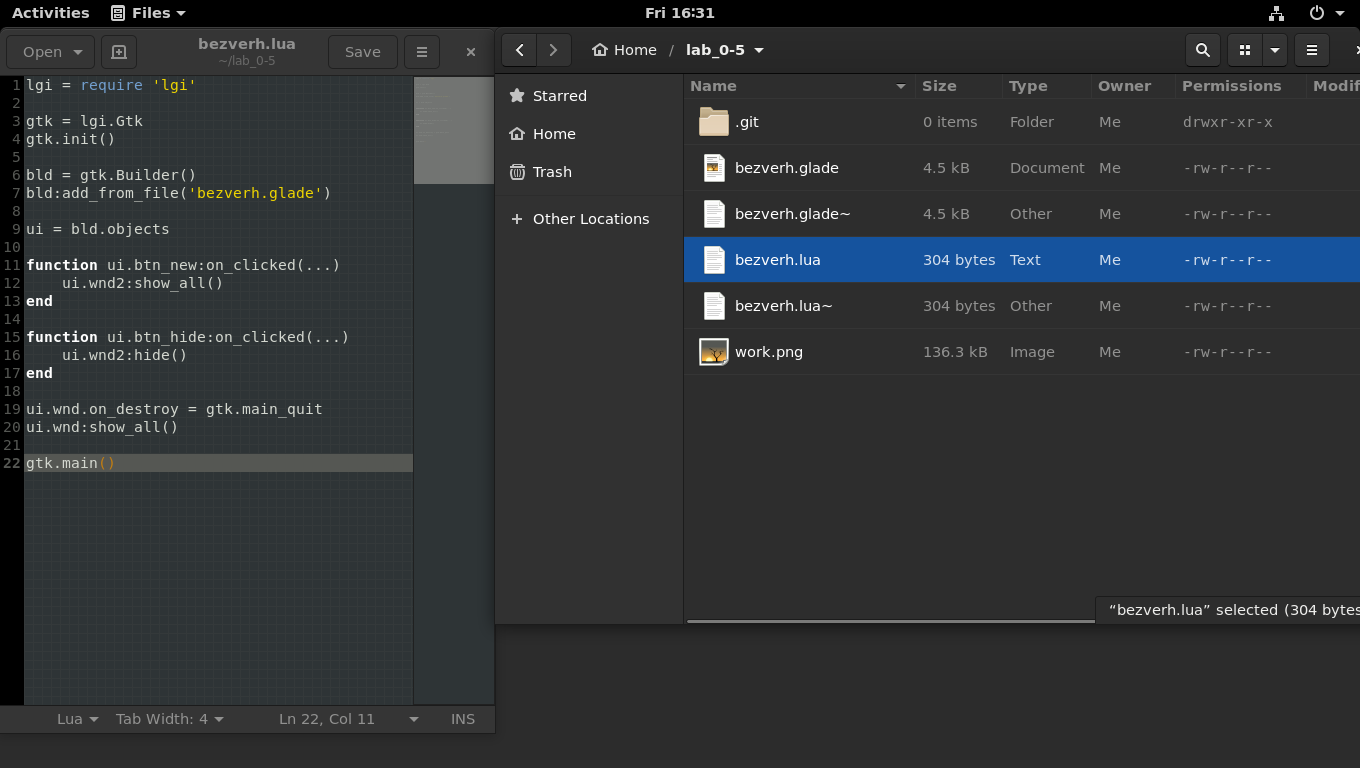 Activities Files Fri 16:31
Open bezverh.lua Save
~/lab_0-5
1 lgi = require 'lgi'
2
3 gtk = lgi.Gtk
4 gtk.init()
5
6 bld = gtk.Builder()
7 bld:add_from_file('bezverh.glade')
8
9 ui = bld.objects
10
11 function ui.btn_new:on_clicked(...)
12     ui.wnd2:show_all()
13 end
14
15 function ui.btn_hide:on_clicked(...)
16     ui.wnd2:hide()
17 end
18
19 ui.wnd.on_destroy = gtk.main_quit
20 ui.wnd:show_all()
21
22 gtk.main()
Lua Tab Width: 4 Ln 22, Col 11 INS
Home / lab_0-5
Starred
Home
Trash
+ Other Locations
Name Size Type Owner Permissions Modif
.git 0 items Folder Me drwxr-xr-x
bezverh.glade 4.5 kB Document Me -rw-r--r--
bezverh.glade~ 4.5 kB Other Me -rw-r--r--
bezverh.lua 304 bytes Text Me -rw-r--r--
bezverh.lua~ 304 bytes Other Me -rw-r--r--
work.png 136.3 kB Image Me -rw-r--r--
“bezverh.lua” selected (304 bytes